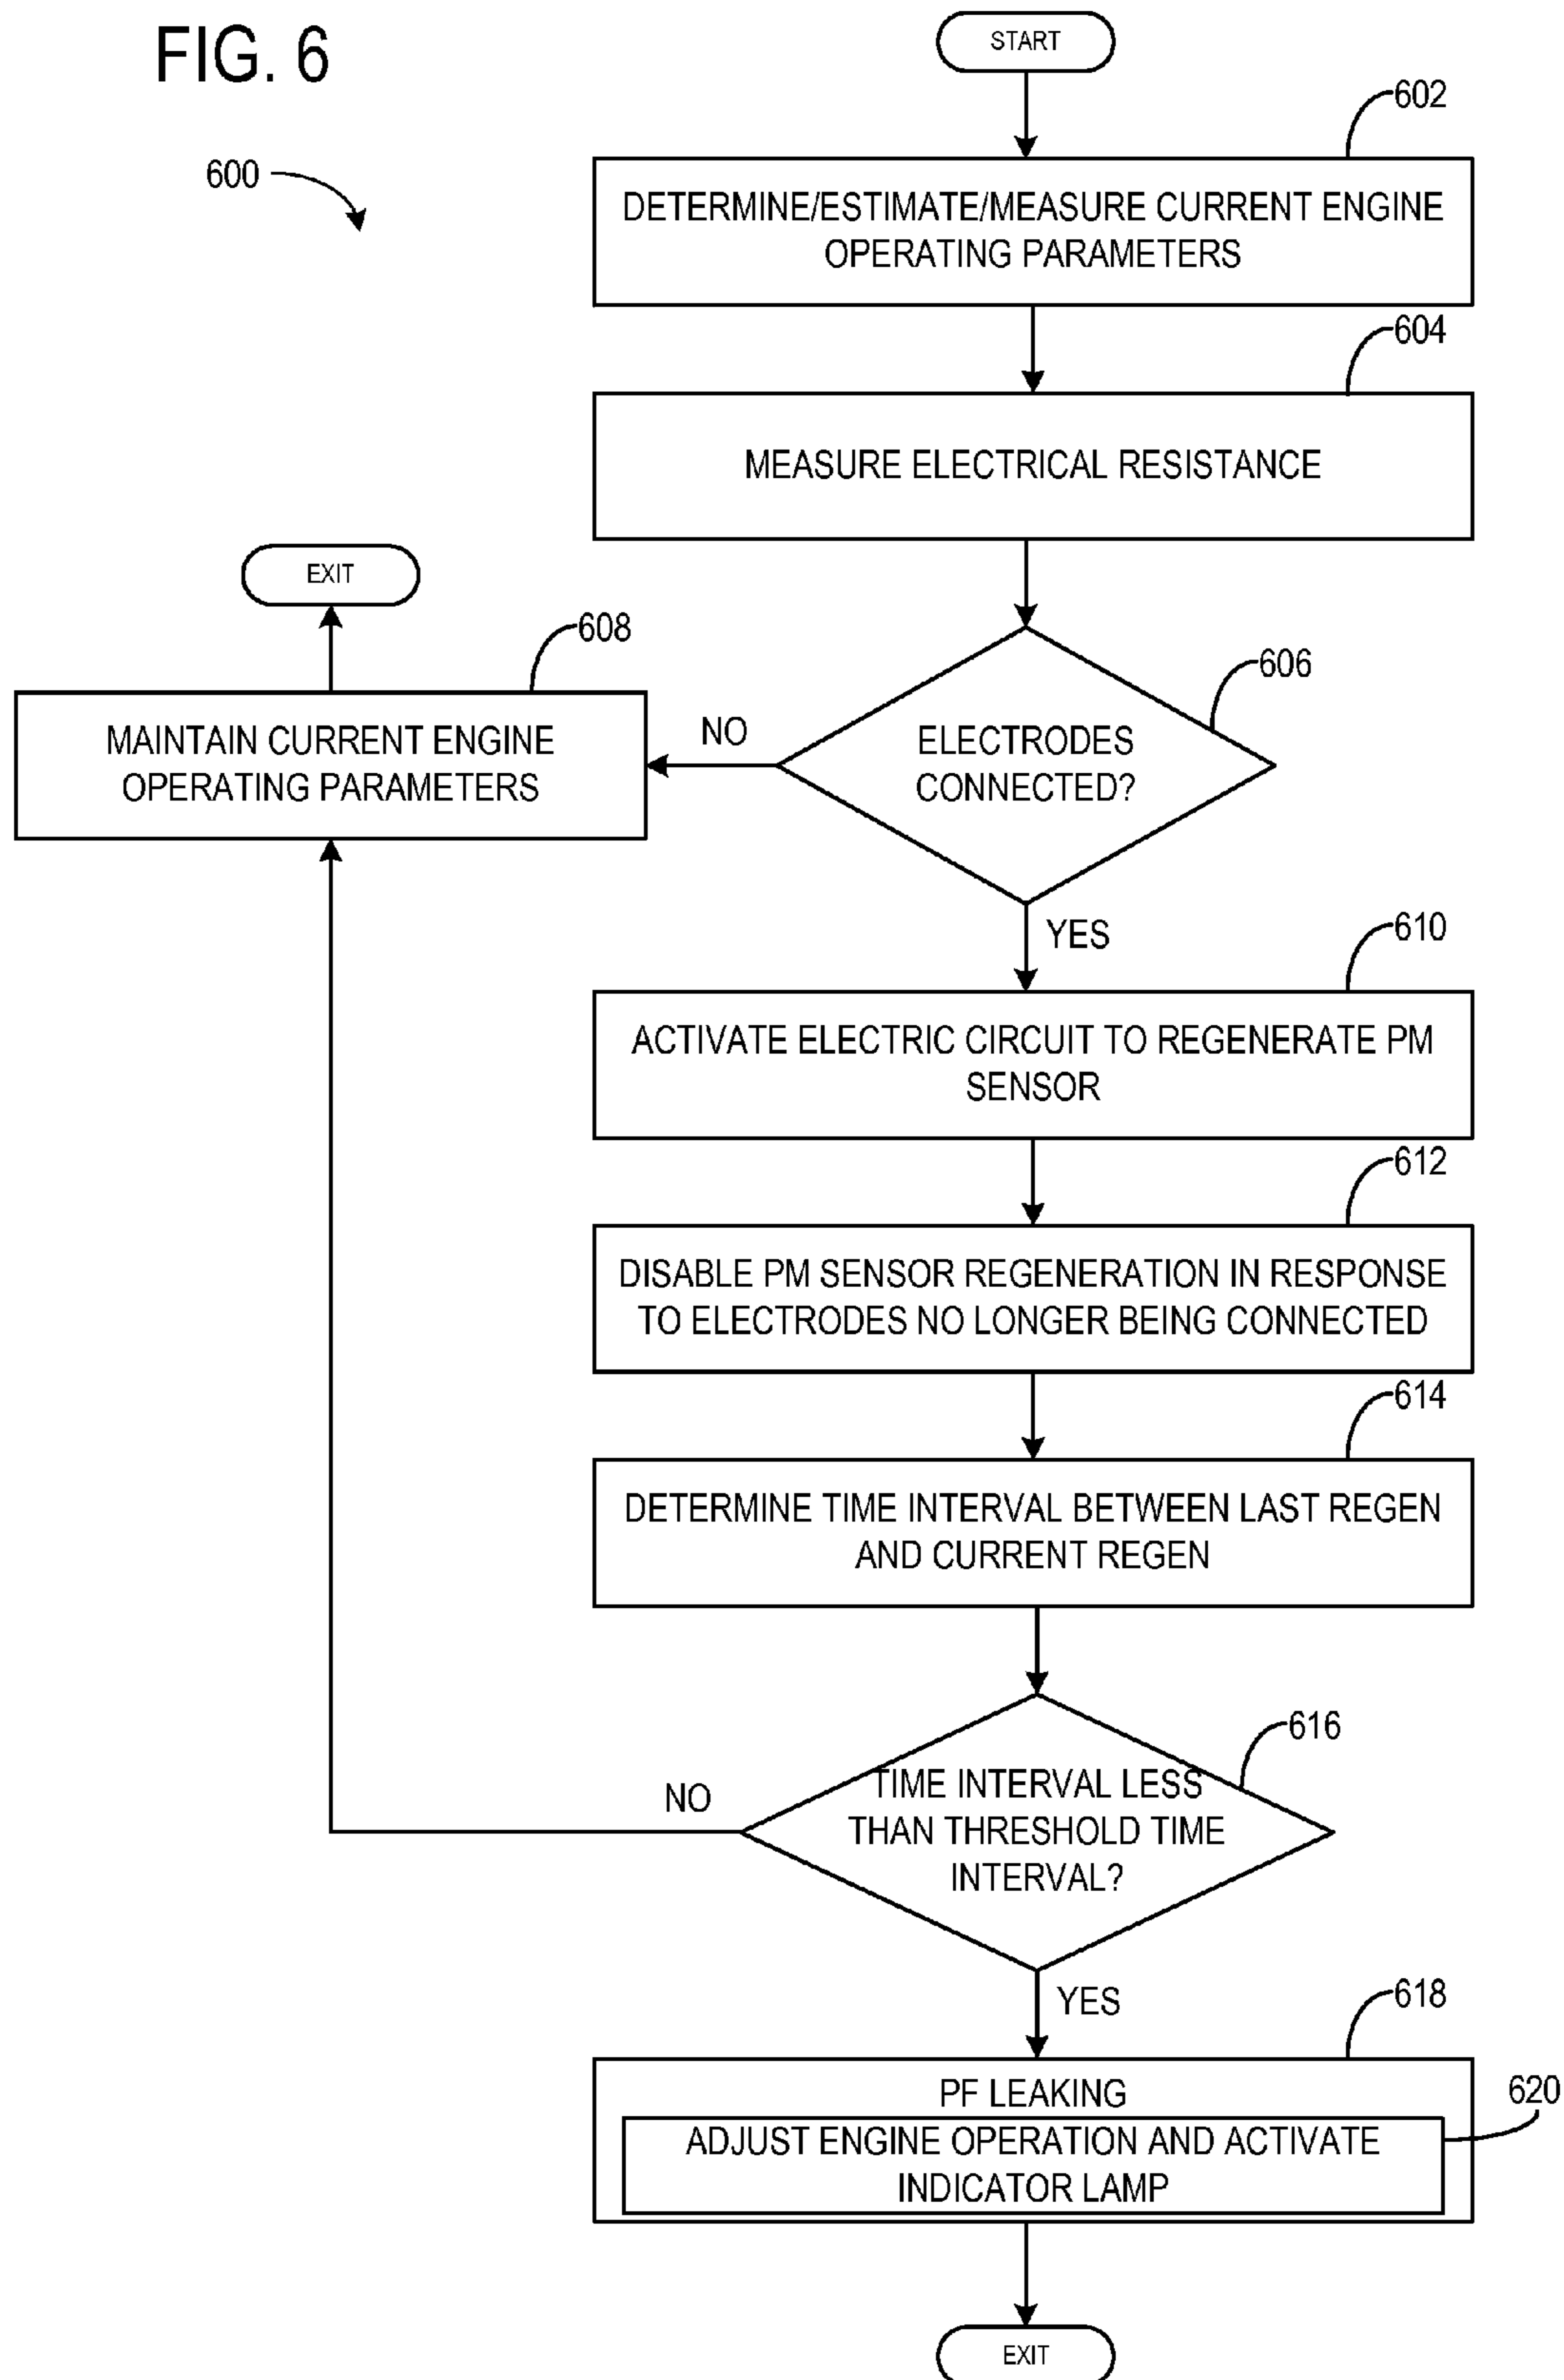 FIG. 6
600
START
602
DETERMINE/ESTIMATE/MEASURE CURRENT ENGINE
OPERATING PARAMETERS
604
MEASURE ELECTRICAL RESISTANCE
606
ELECTRODES
CONNECTED?
NO
608
MAINTAIN CURRENT ENGINE
OPERATING PARAMETERS
EXIT
YES
610
ACTIVATE ELECTRIC CIRCUIT TO REGENERATE PM
SENSOR
612
DISABLE PM SENSOR REGENERATION IN RESPONSE
TO ELECTRODES NO LONGER BEING CONNECTED
614
DETERMINE TIME INTERVAL BETWEEN LAST REGEN
AND CURRENT REGEN
616
TIME INTERVAL LESS
THAN THRESHOLD TIME
INTERVAL?
NO
YES
618
PF LEAKING
620
ADJUST ENGINE OPERATION AND ACTIVATE
INDICATOR LAMP
EXIT